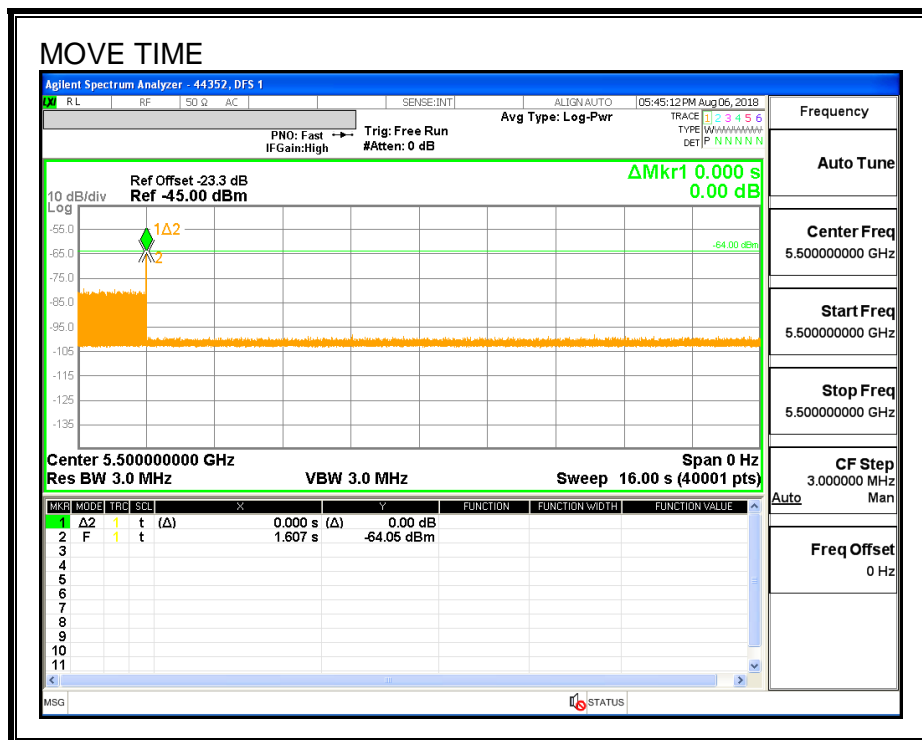 MOVE TIME
Agilent Spectrum Analyzer - 44352, DFS 1
LXI RL RF 50 Ω AC SENSE:INT ALIGN AUTO 05:45:12 PM Aug 06, 2018
PNO: Fast
IFGain:High
Trig: Free Run
#Atten: 0 dB
Avg Type: Log-Pwr
TRACE 1 2 3 4 5 6
TYPE WWWWWW
DET P N N N N N
Ref Offset -23.3 dB
10 dB/div Ref -45.00 dBm
Log
ΔMkr1 0.000 s
0.00 dB
-55.0
-65.0
-75.0
-85.0
-95.0
-105
-115
-125
-135
1Δ2
2
-64.00 dBm
Center 5.500000000 GHz Span 0 Hz
Res BW 3.0 MHz VBW 3.0 MHz Sweep 16.00 s (40001 pts)
MKR MODE TRC SCL X Y FUNCTION FUNCTION WIDTH FUNCTION VALUE
1 Δ2 1 t (Δ) 0.000 s (Δ) 0.00 dB
2 F 1 t 1.607 s -64.05 dBm
3
4
5
6
7
8
9
10
11
MSG STATUS
Frequency
Auto Tune
Center Freq
5.500000000 GHz
Start Freq
5.500000000 GHz
Stop Freq
5.500000000 GHz
CF Step
3.000000 MHz
Auto Man
Freq Offset
0 Hz